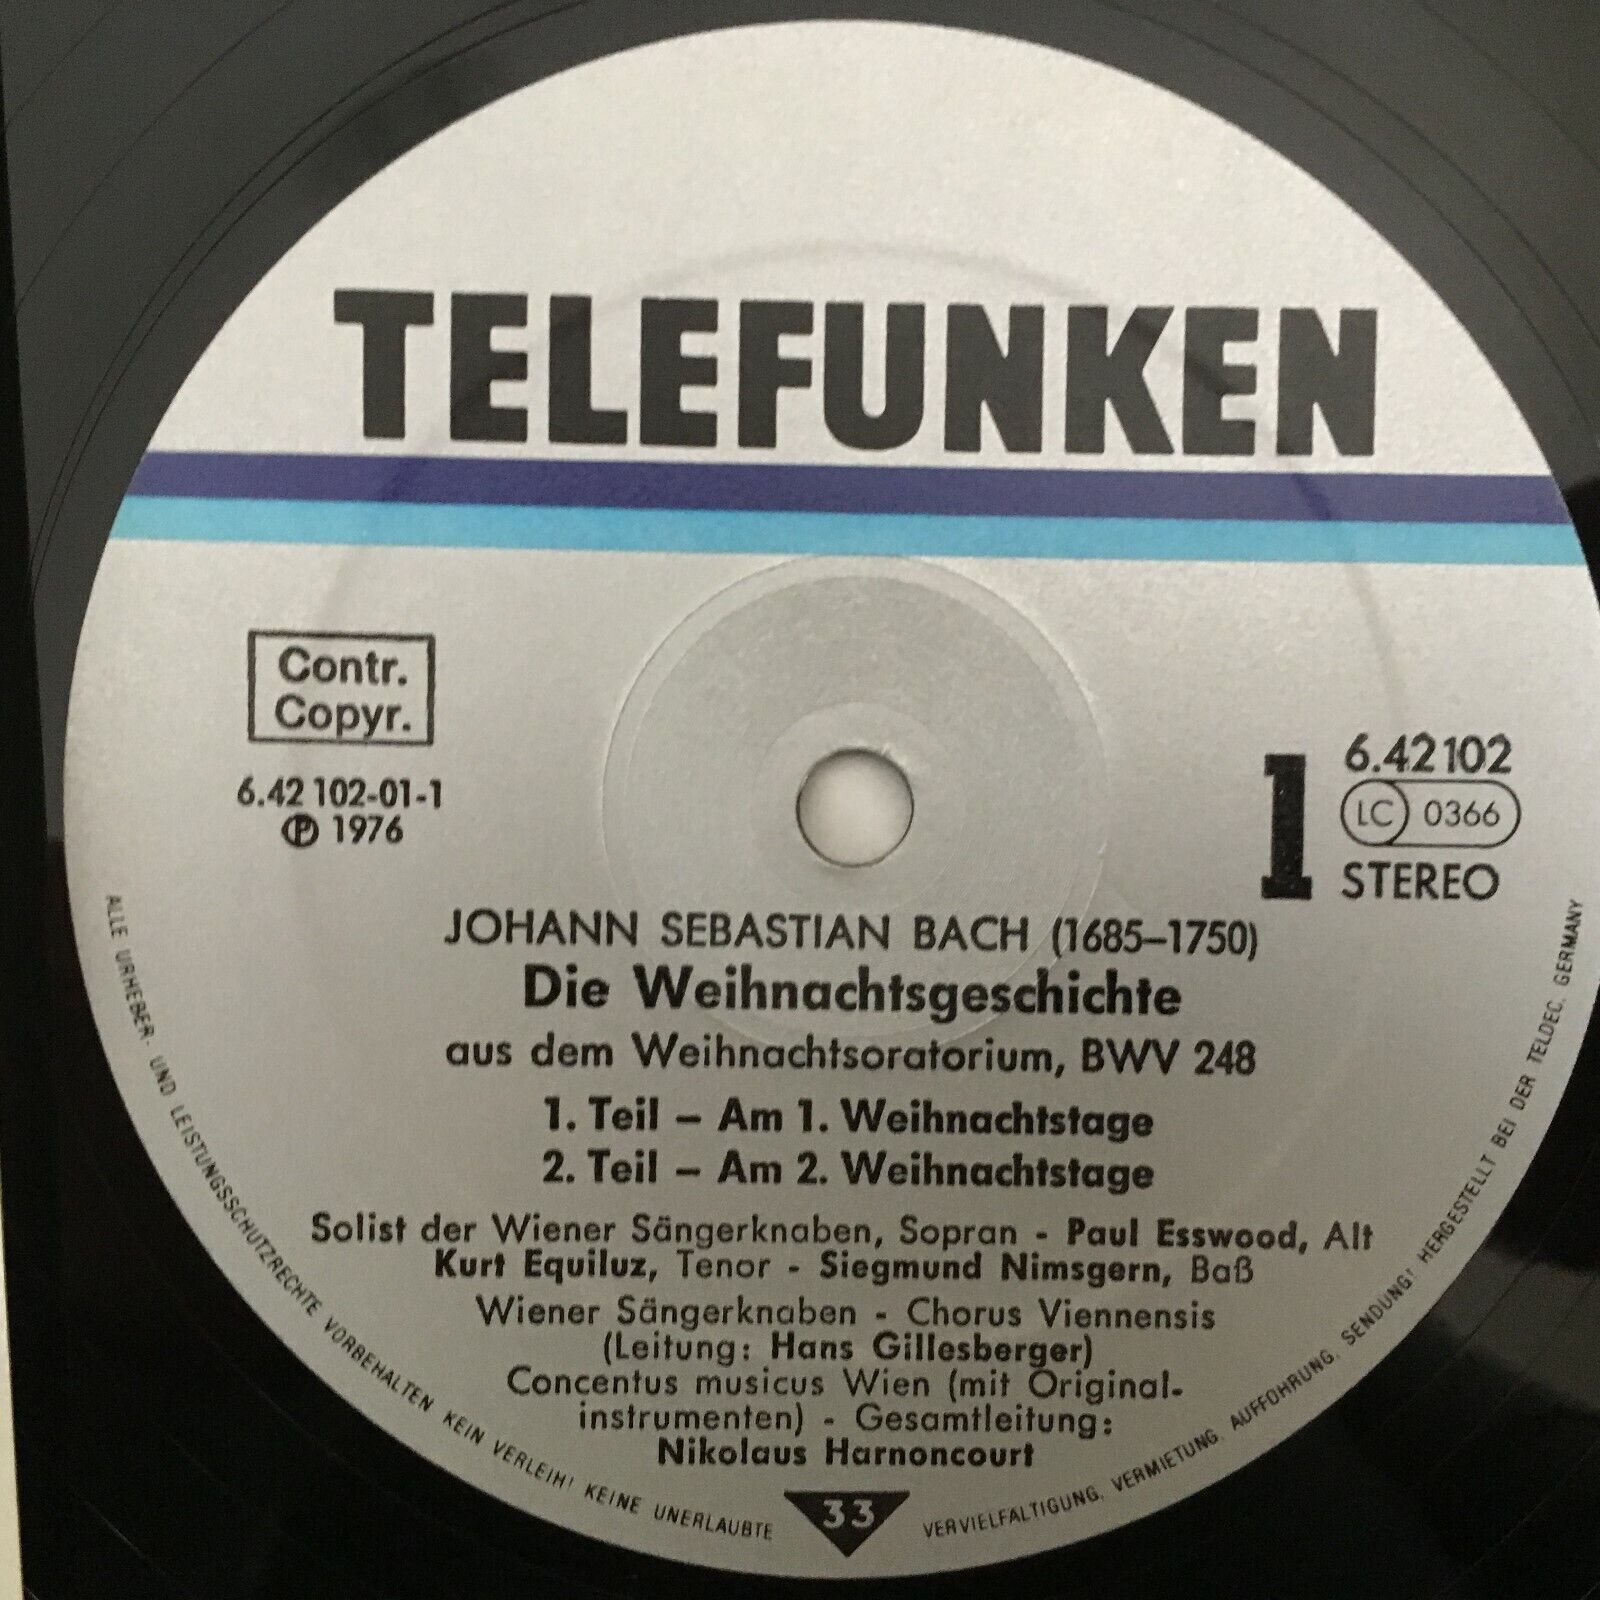 TELEFUNKEN
Contr.
Copyr.
6.42 102-01-1
Ⓟ 1976
1
6.42102
LC 0366
STEREO
JOHANN SEBASTIAN BACH (1685–1750)
Die Weihnachtsgeschichte
aus dem Weihnachtsoratorium, BWV 248
1. Teil – Am 1. Weihnachtstage
2. Teil – Am 2. Weihnachtstage
Solist der Wiener Sängerknaben, Sopran - Paul Esswood, Alt
Kurt Equiluz, Tenor - Siegmund Nimsgern, Baß
Wiener Sängerknaben - Chorus Viennensis
(Leitung: Hans Gillesberger)
Concentus musicus Wien (mit Original-
instrumenten) - Gesamtleitung:
Nikolaus Harnoncourt
33
ALLE URHEBER- UND LEISTUNGSSCHUTZRECHTE VORBEHALTEN KEIN VERLEIH! KEINE UNERLAUBTE VERVIELFÄLTIGUNG, VERMIETUNG, AUFFÜHRUNG, SENDUNG! HERGESTELLT BEI DER TELDEC, GERMANY